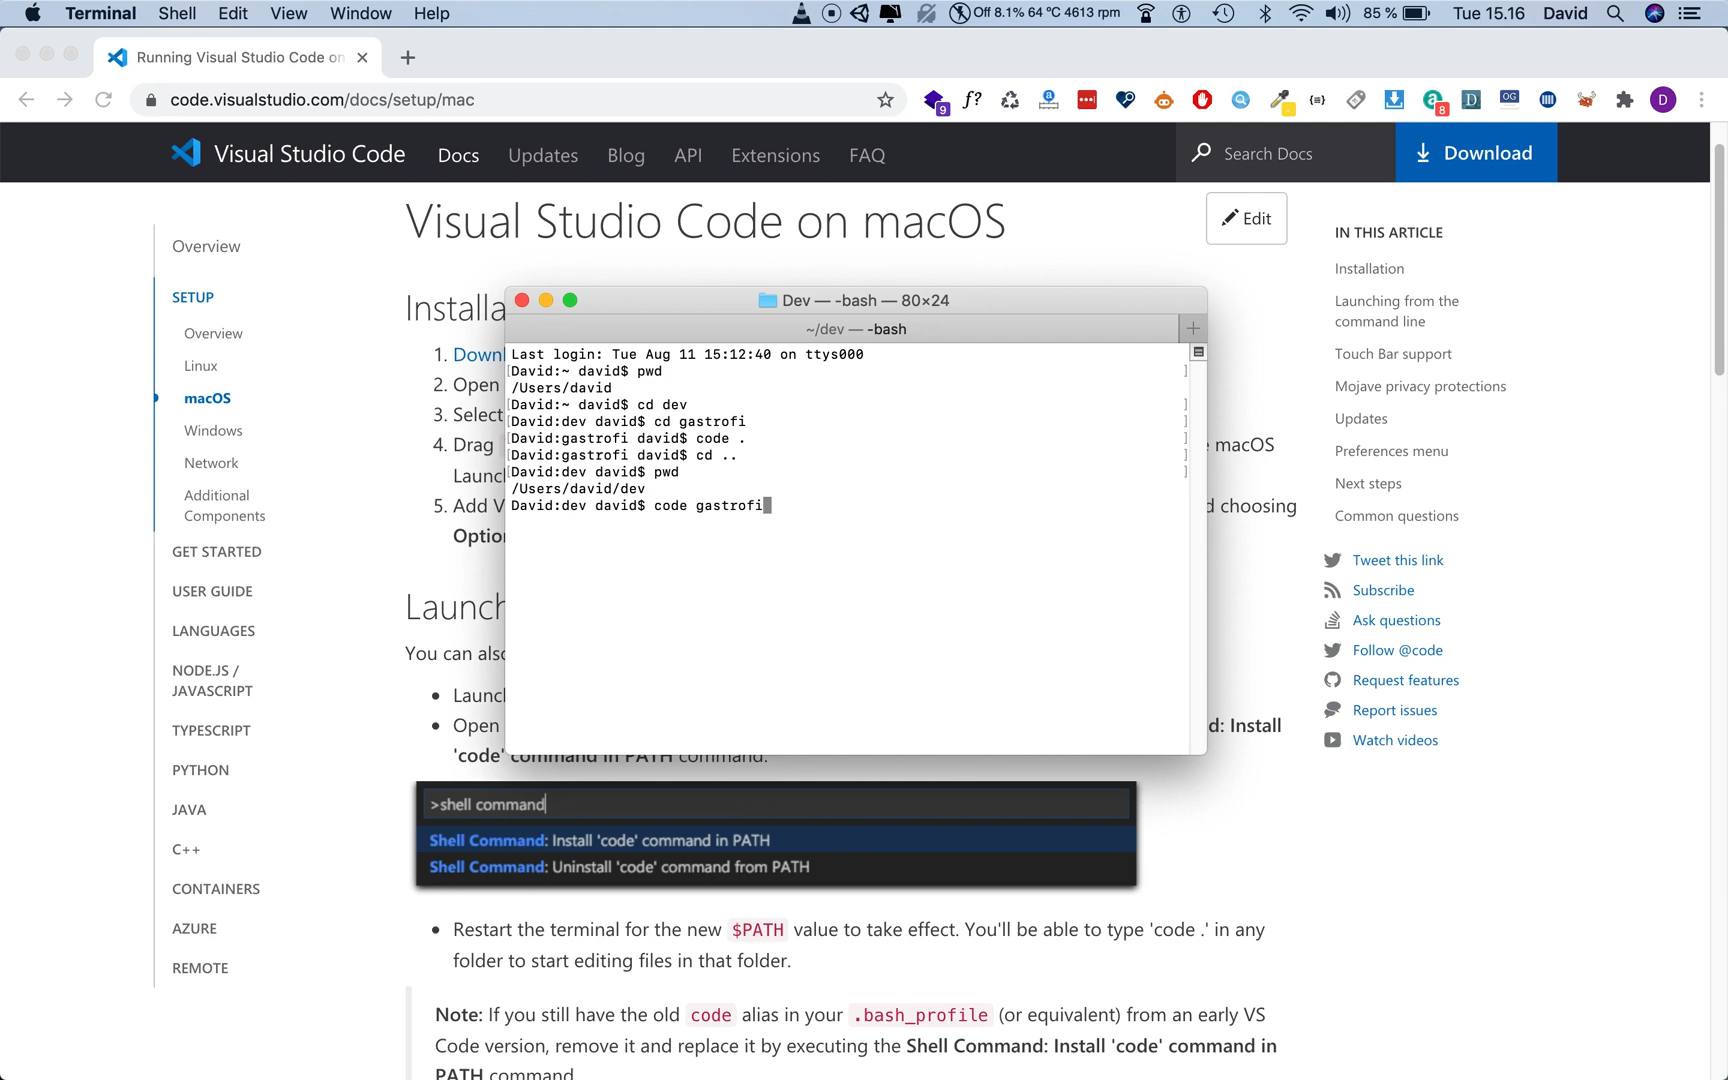 Terminal Shell Edit View Window Help Off 8.1% 64 °C 4613 rpm 85 % Tue 15.16 David
Running Visual Studio Code on
code.visualstudio.com/docs/setup/mac
9 f? 8 D OG D
Visual Studio Code Docs Updates Blog API Extensions FAQ Search Docs Download
Overview
SETUP
Overview
Linux
macOS
Windows
Network
Additional
Components
GET STARTED
USER GUIDE
LANGUAGES
NODE.JS /
JAVASCRIPT
TYPESCRIPT
PYTHON
JAVA
C++
CONTAINERS
AZURE
REMOTE
Visual Studio Code on macOS
Edit
Installa
1. Down
2. Open
3. Select
4. Drag macOS
Launc
5. Add V d choosing
Optio
Launch
You can also
Launc
Open d: Install
'code' command in PATH command.
Dev — -bash — 80×24
~/dev — -bash
Last login: Tue Aug 11 15:12:40 on ttys000
[David:~ david$ pwd ]
/Users/david
[David:~ david$ cd dev ]
[David:dev david$ cd gastrofi ]
[David:gastrofi david$ code . ]
[David:gastrofi david$ cd .. ]
[David:dev david$ pwd ]
/Users/david/dev
David:dev david$ code gastrofi
>shell command
Shell Command: Install 'code' command in PATH
Shell Command: Uninstall 'code' command from PATH
Restart the terminal for the new $PATH value to take effect. You'll be able to type 'code .' in any
folder to start editing files in that folder.
Note: If you still have the old code alias in your .bash_profile (or equivalent) from an early VS
Code version, remove it and replace it by executing the Shell Command: Install 'code' command in
PATH command
IN THIS ARTICLE
Installation
Launching from the
command line
Touch Bar support
Mojave privacy protections
Updates
Preferences menu
Next steps
Common questions
Tweet this link
Subscribe
Ask questions
Follow @code
Request features
Report issues
Watch videos